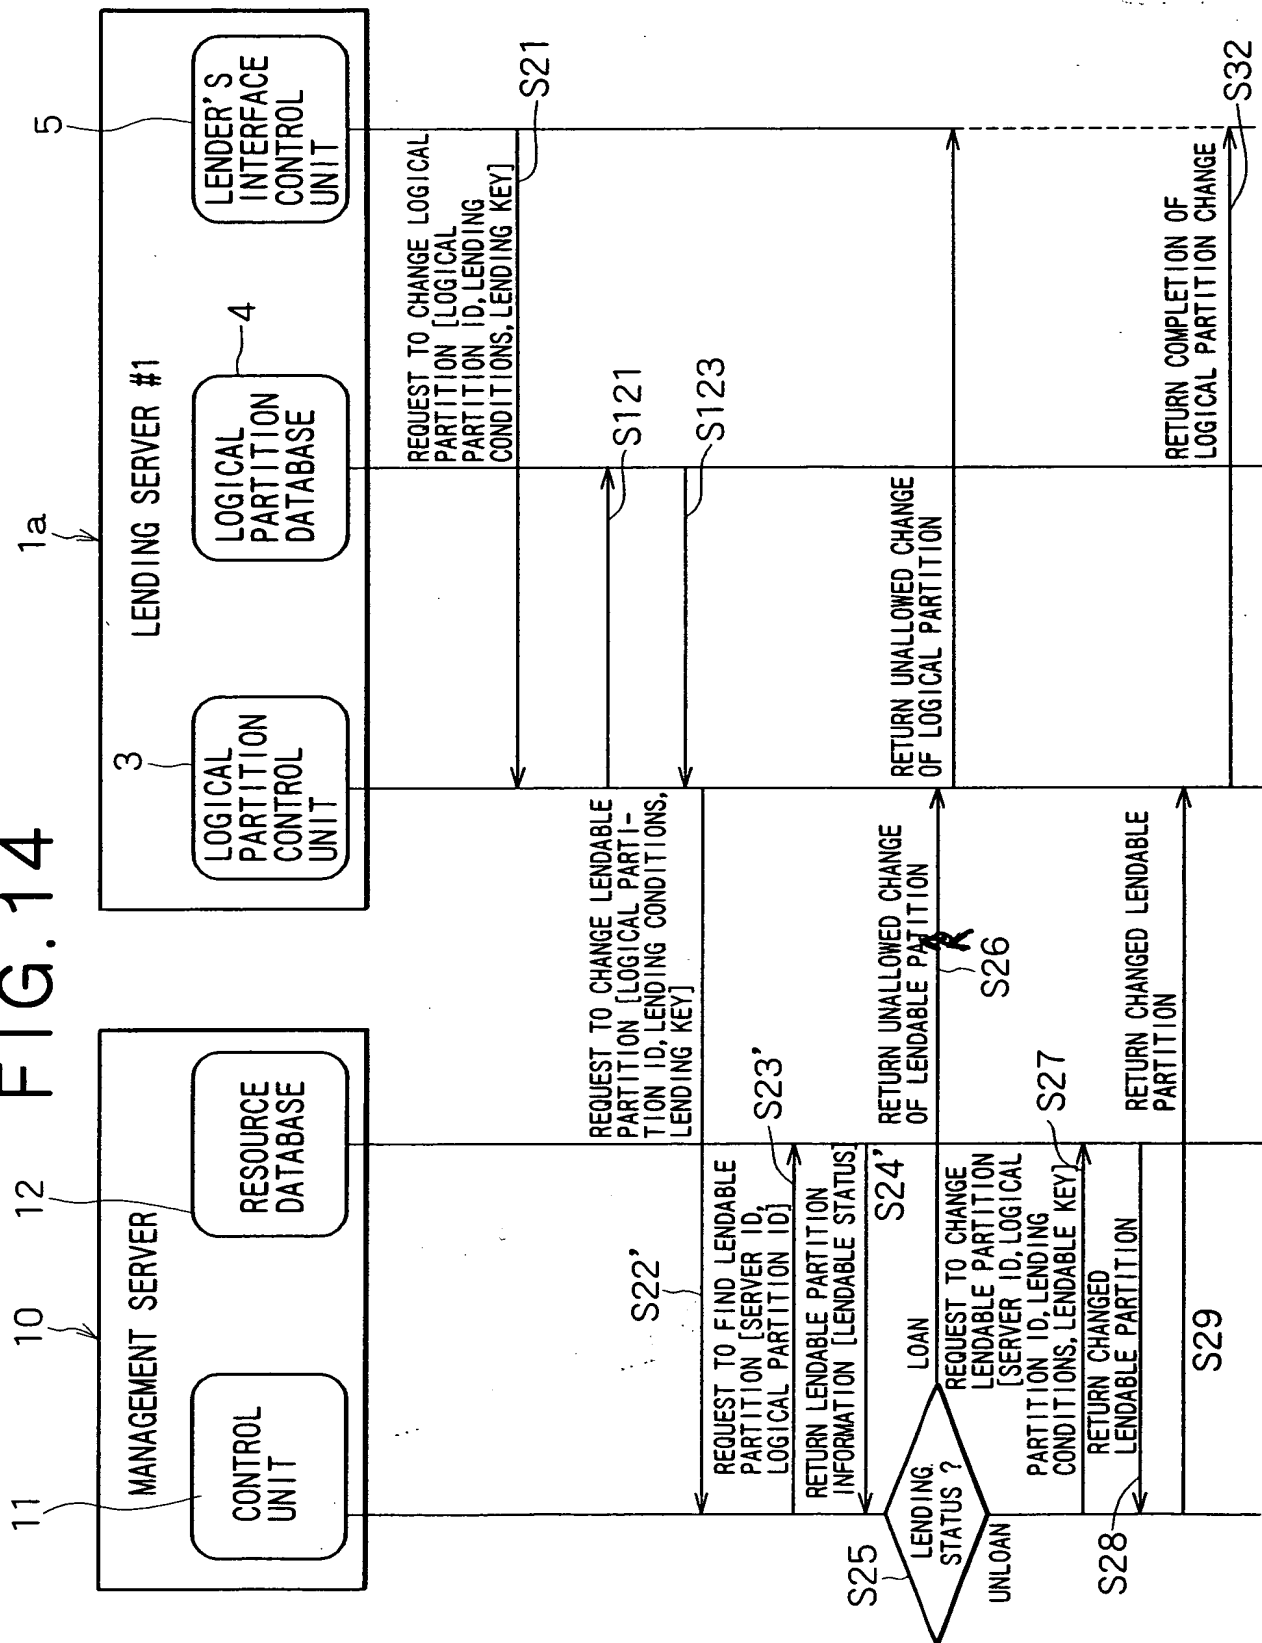 FIG.14
10
MANAGEMENT SERVER
11
CONTROL
UNIT
12
RESOURCE
DATABASE
1a
LENDING SERVER #1
3
LOGICAL
PARTITION
CONTROL
UNIT
4
LOGICAL
PARTITION
DATABASE
5
LENDER'S
INTERFACE
CONTROL
UNIT
REQUEST TO CHANGE LOGICAL
PARTITION [LOGICAL
PARTITION ID,LENDING
CONDITIONS,LENDING KEY]
S21
S121
S123
REQUEST TO CHANGE LENDABLE
PARTITION [LOGICAL PARTI-
TION ID,LENDING CONDITIONS,
LENDING KEY]
S22'
REQUEST TO FIND LENDABLE
PARTITION [SERVER ID,
LOGICAL PARTITION ID]
S23'
RETURN LENDABLE PARTITION
INFORMATION [LENDABLE STATUS]
S24'
S25
LENDING
STATUS ?
LOAN
UNLOAN
RETURN UNALLOWED CHANGE
OF LENDABLE PATITION
R
S26
RETURN UNALLOWED CHANGE
OF LOGICAL PARTITION
REQUEST TO CHANGE
LENDABLE PARTITION
[SERVER ID,LOGICAL
PARTITION ID,LENDING
CONDITIONS,LENDABLE KEY]
S27
RETURN CHANGED
LENDABLE PARTITION
S28
RETURN CHANGED LENDABLE
PARTITION
S29
RETURN COMPLETION OF
LOGICAL PARTITION CHANGE
S32